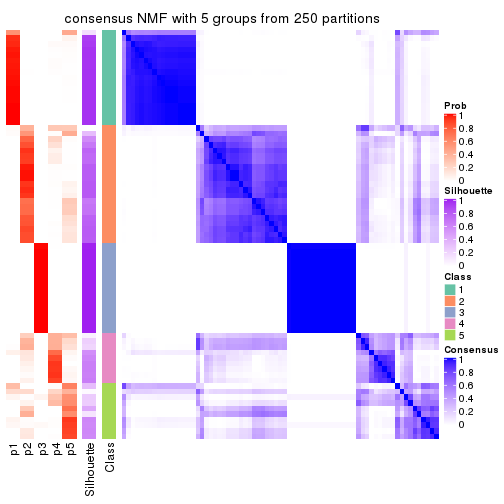 consensus NMF with 5 groups from 250 partitions
Prob
1
0.8
0.6
0.4
0.2
0
Silhouette
1
0.8
0.6
0.4
0.2
0
Class
1
2
3
4
5
Consensus
1
0.8
0.6
0.4
0.2
0
p1
p2
p3
p4
p5
Silhouette
Class